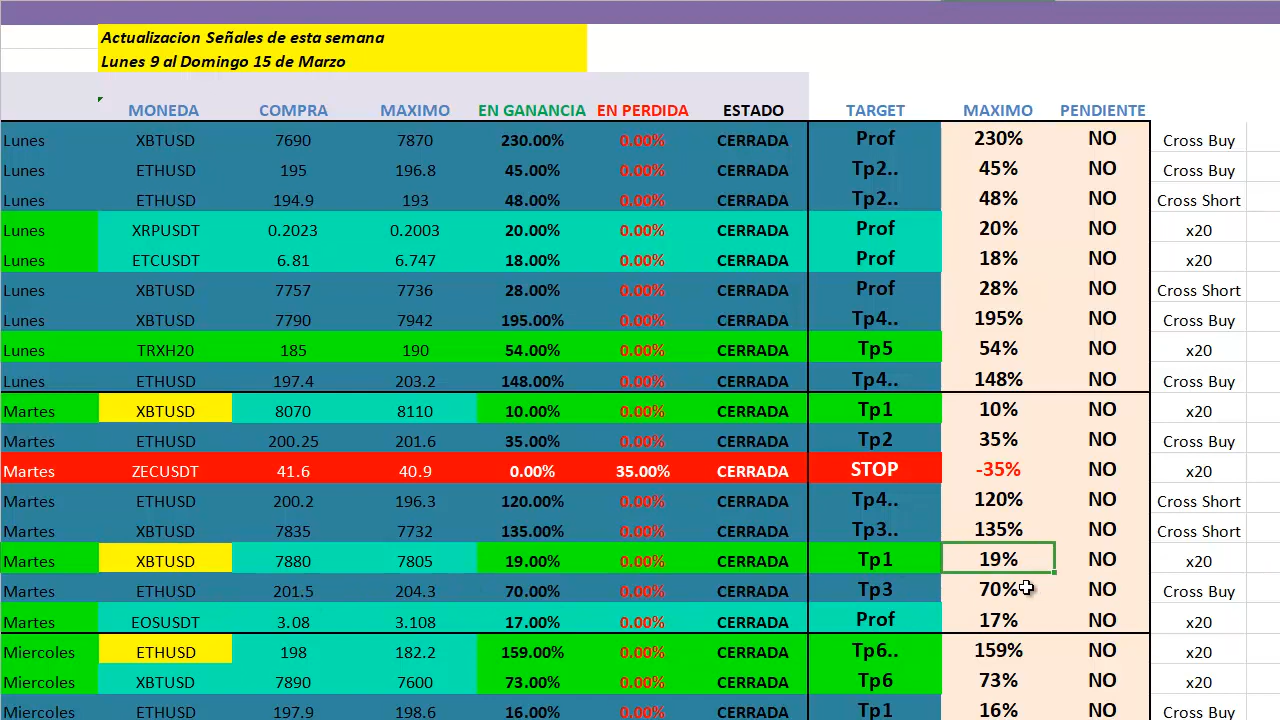 Actualizacion Señales de esta semana
Lunes 9 al Domingo 15 de Marzo
MONEDA COMPRA MAXIMO EN GANANCIA EN PERDIDA ESTADO TARGET MAXIMO PENDIENTE
Lunes XBTUSD 7690 7870 230.00% 0.00% CERRADA Prof 230% NO Cross Buy
Lunes ETHUSD 195 196.8 45.00% 0.00% CERRADA Tp2.. 45% NO Cross Buy
Lunes ETHUSD 194.9 193 48.00% 0.00% CERRADA Tp2.. 48% NO Cross Short
Lunes XRPUSDT 0.2023 0.2003 20.00% 0.00% CERRADA Prof 20% NO x20
Lunes ETCUSDT 6.81 6.747 18.00% 0.00% CERRADA Prof 18% NO x20
Lunes XBTUSD 7757 7736 28.00% 0.00% CERRADA Prof 28% NO Cross Short
Lunes XBTUSD 7790 7942 195.00% 0.00% CERRADA Tp4.. 195% NO Cross Buy
Lunes TRXH20 185 190 54.00% 0.00% CERRADA Tp5 54% NO x20
Lunes ETHUSD 197.4 203.2 148.00% 0.00% CERRADA Tp4.. 148% NO Cross Buy
Martes XBTUSD 8070 8110 10.00% 0.00% CERRADA Tp1 10% NO x20
Martes ETHUSD 200.25 201.6 35.00% 0.00% CERRADA Tp2 35% NO Cross Buy
Martes ZECUSDT 41.6 40.9 0.00% 35.00% CERRADA STOP -35% NO x20
Martes ETHUSD 200.2 196.3 120.00% 0.00% CERRADA Tp4.. 120% NO Cross Short
Martes XBTUSD 7835 7732 135.00% 0.00% CERRADA Tp3.. 135% NO Cross Short
Martes XBTUSD 7880 7805 19.00% 0.00% CERRADA Tp1 19% NO x20
Martes ETHUSD 201.5 204.3 70.00% 0.00% CERRADA Tp3 70% NO Cross Buy
Martes EOSUSDT 3.08 3.108 17.00% 0.00% CERRADA Prof 17% NO x20
Miercoles ETHUSD 198 182.2 159.00% 0.00% CERRADA Tp6.. 159% NO x20
Miercoles XBTUSD 7890 7600 73.00% 0.00% CERRADA Tp6 73% NO x20
Miercoles ETHUSD 197.9 198.6 16.00% 0.00% CERRADA Tp1 16% NO Cross Buy